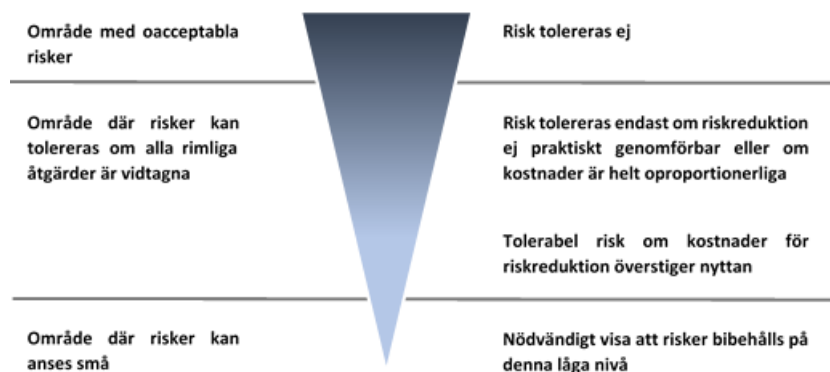 Område med oacceptabla
risker
Risk tolereras ej
Område där risker kan
tolereras om alla rimliga
åtgärder är vidtagna
Risk tolereras endast om riskreduktion
ej praktiskt genomförbar eller om
kostnader är helt oproportionerliga
Tolerabel risk om kostnader för
riskreduktion överstiger nyttan
Område där risker kan
anses små
Nödvändigt visa att risker bibehålls på
denna låga nivå